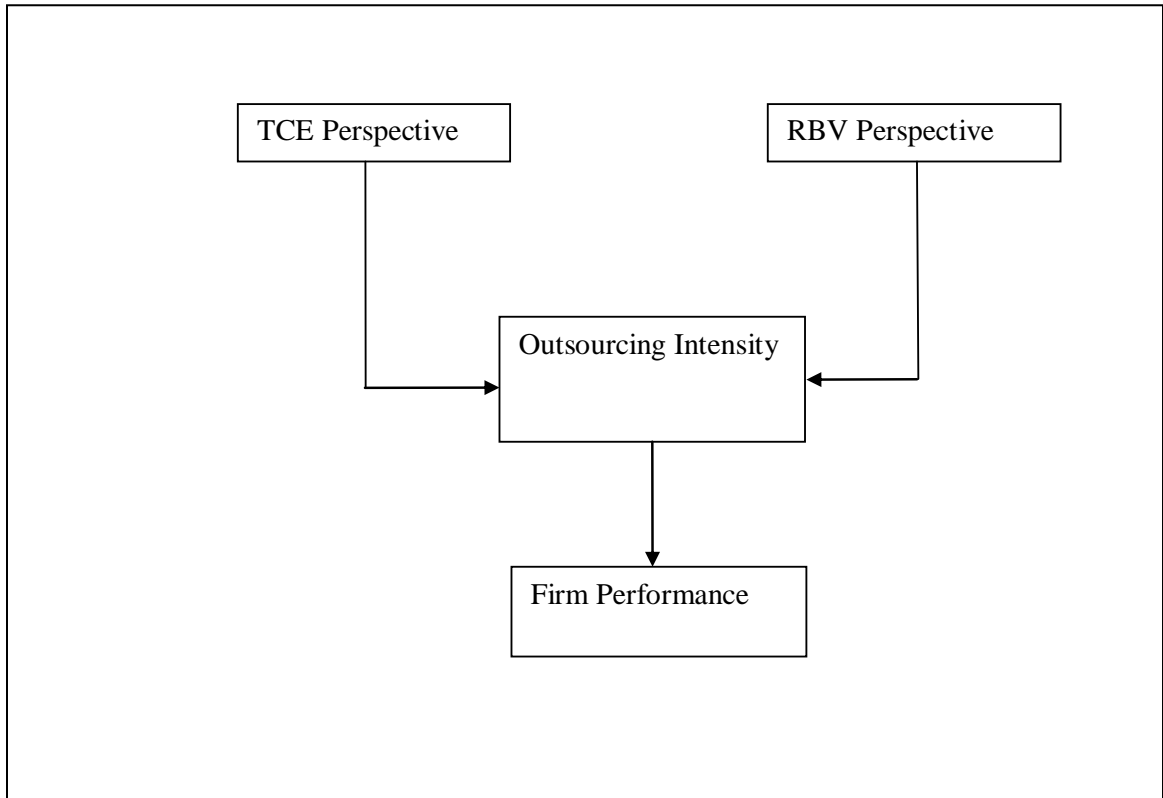 TCE Perspective
RBV Perspective
Outsourcing Intensity
Firm Performance